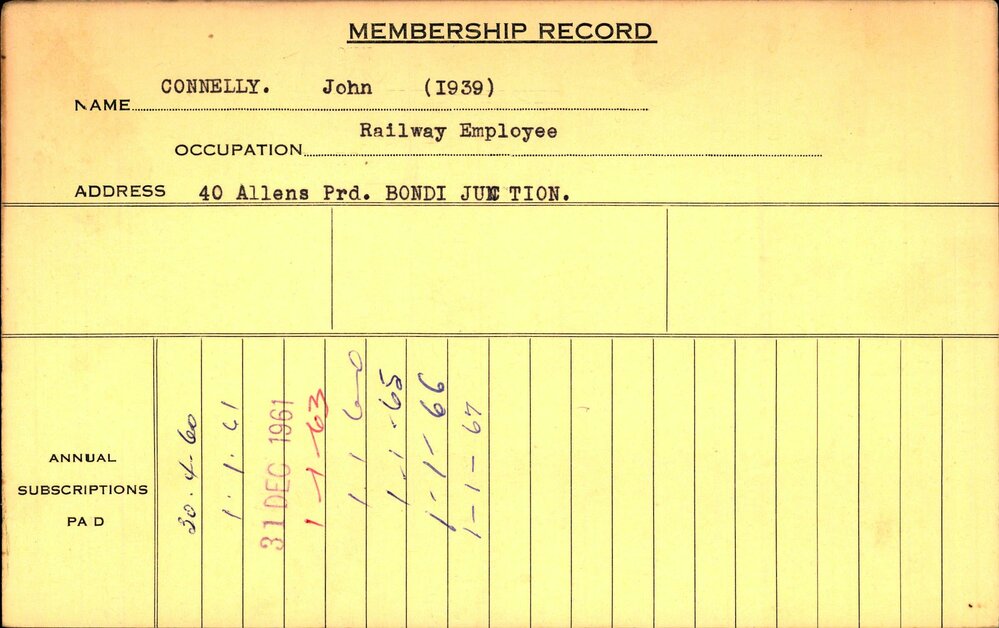 MEMBERSHIP RECORD
NAME CONNELLY. John (1939)
OCCUPATION Railway Employee
ADDRESS 40 Allens Prd. BONDI JUNCTION.
ANNUAL
SUBSCRIPTIONS
PA D
30.4.60
1.1.61
31 DEC 1961
1-1-63
1.1.
1-1-65
1-1-66
1-1-67